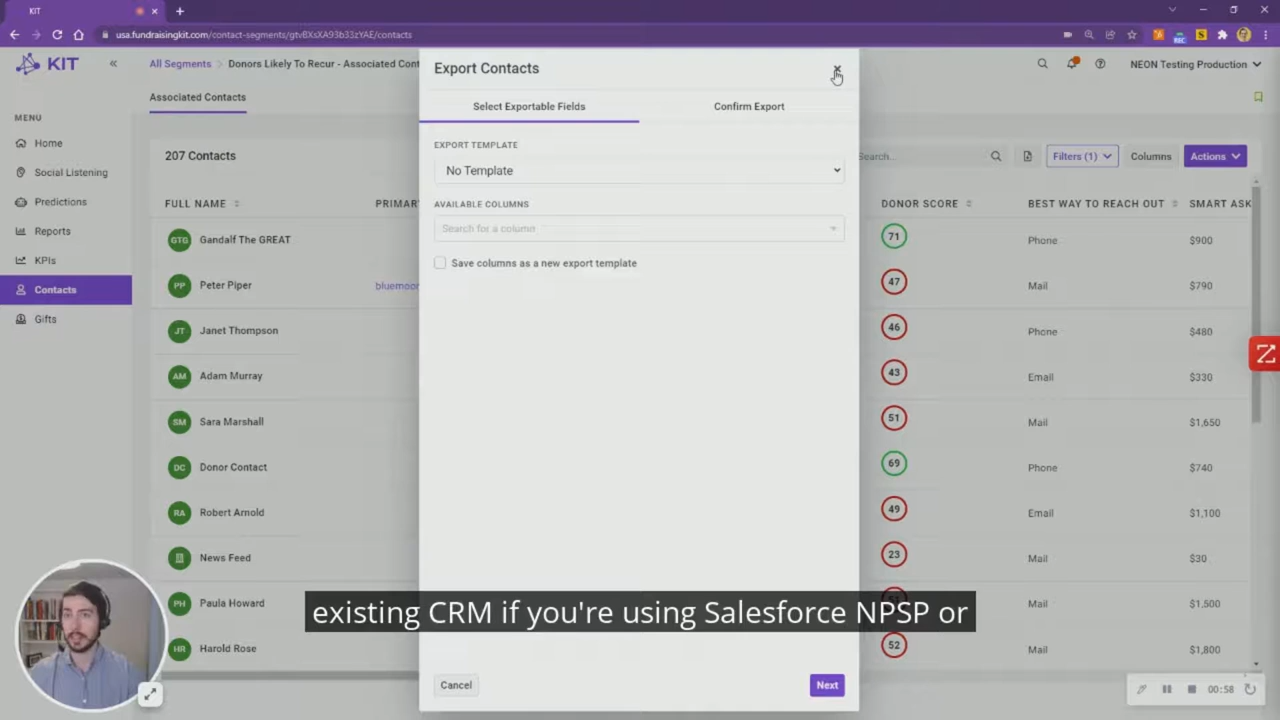 KIT
usa.fundraisingkit.com/contact-segments/gtvBXsXA93b33zYAE/contacts
REC
S
KIT
«
All Segments > Donors Likely To Recur - Associated Cont
NEON Testing Production
Associated Contacts
MENU
Home
Social Listening
Predictions
Reports
KPIs
Contacts
Gifts
207 Contacts
Search...
Filters (1)
Columns
Actions
FULL NAME
PRIMAR
DONOR SCORE
BEST WAY TO REACH OUT
SMART ASK
GTG Gandalf The GREAT 71 Phone $900
PP Peter Piper bluemoon 47 Mail $790
JT Janet Thompson 46 Phone $480
AM Adam Murray 43 Email $330
SM Sara Marshall 51 Mail $1,650
DC Donor Contact 69 Phone $740
RA Robert Arnold 49 Email $1,100
News Feed 23 Mail $30
PH Paula Howard Mail $1,500
HR Harold Rose 52 Mail $1,800
Export Contacts
Select Exportable Fields
Confirm Export
EXPORT TEMPLATE
No Template
AVAILABLE COLUMNS
Search for a column
Save columns as a new export template
Cancel
Next
existing CRM if you're using Salesforce NPSP or
00:58